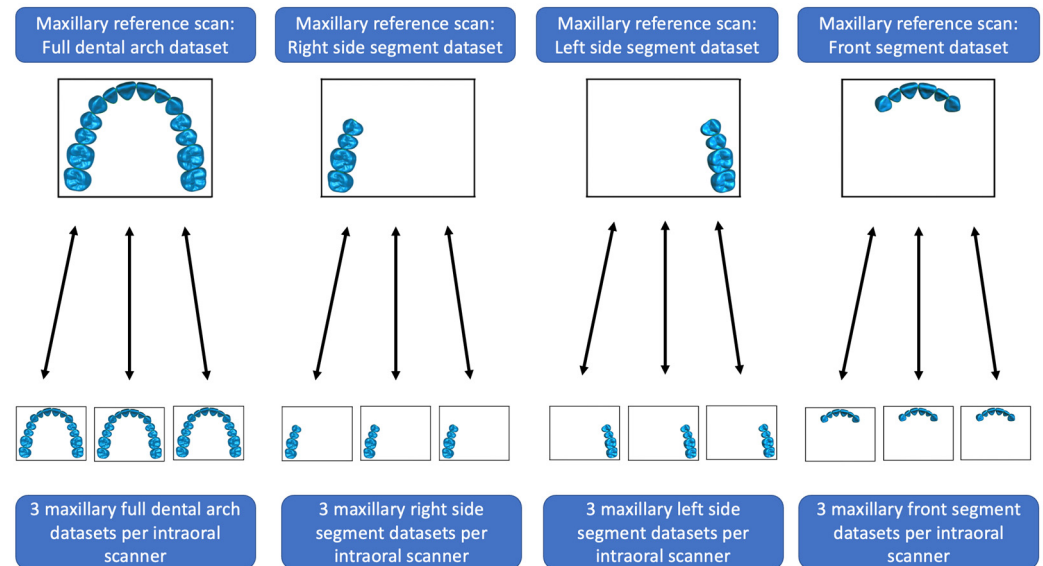 Maxillary reference scan:
Full dental arch dataset
Maxillary reference scan:
Right side segment dataset
Maxillary reference scan:
Left side segment dataset
Maxillary reference scan:
Front segment dataset
3 maxillary full dental arch
datasets per intraoral
scanner
3 maxillary right side
segment datasets per
intraoral scanner
3 maxillary left side
segment datasets per
intraoral scanner
3 maxillary front segment
datasets per intraoral
scanner